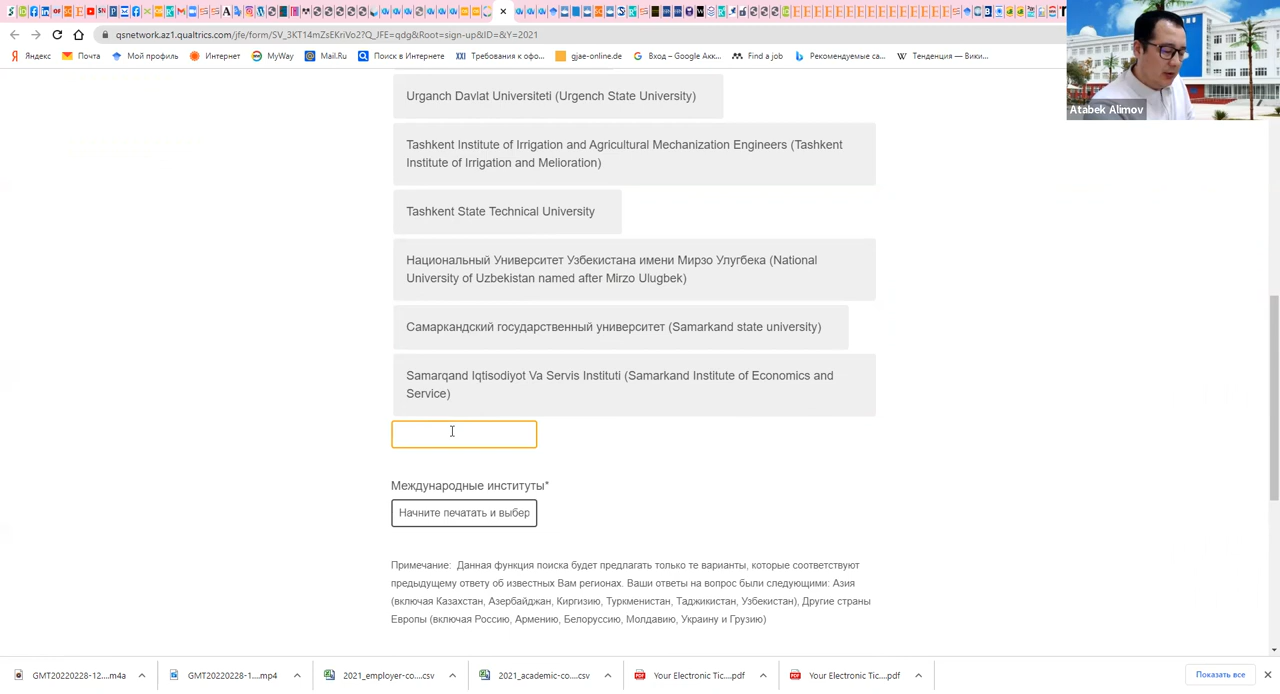 qsnetwork.az1.qualtrics.com/jfe/form/SV_3KT14mZsEKriVo2?Q_JFE=qdg&Root=sign-ups&D=&Y=2021
Яндекс Почта Мой профиль Интернет MyWay Mail.Ru Поиск в Интернете Требования к офо... gjae-online.de Вход – Google Акк... Find a job Рекомендуемые са... Тенденция — Вики...
Atabek Alimov
Urganch Davlat Universiteti (Urgench State University)
Tashkent Institute of Irrigation and Agricultural Mechanization Engineers (Tashkent
Institute of Irrigation and Melioration)
Tashkent State Technical University
Национальный Университет Узбекистана имени Мирзо Улугбека (National
University of Uzbekistan named after Mirzo Ulugbek)
Самаркандский государственный университет (Samarkand state university)
Samarqand Iqtisodiyot Va Servis Instituti (Samarkand Institute of Economics and
Service)
Международные институты*
Начните печатать и выбер
Примечание: Данная функция поиска будет предлагать только те варианты, которые соответствуют
предыдущему ответу об известных Вам регионах. Ваши ответы на вопрос были следующими: Азия
(включая Казахстан, Азербайджан, Киргизию, Туркменистан, Таджикистан, Узбекистан), Другие страны
Европы (включая Россию, Армению, Белоруссию, Молдавию, Украину и Грузию)
GMT20220228-12....m4a GMT20220228-1....mp4 2021_employer-co....csv 2021_academic-co....csv Your Electronic Tic....pdf Your Electronic Tic....pdf Показать все